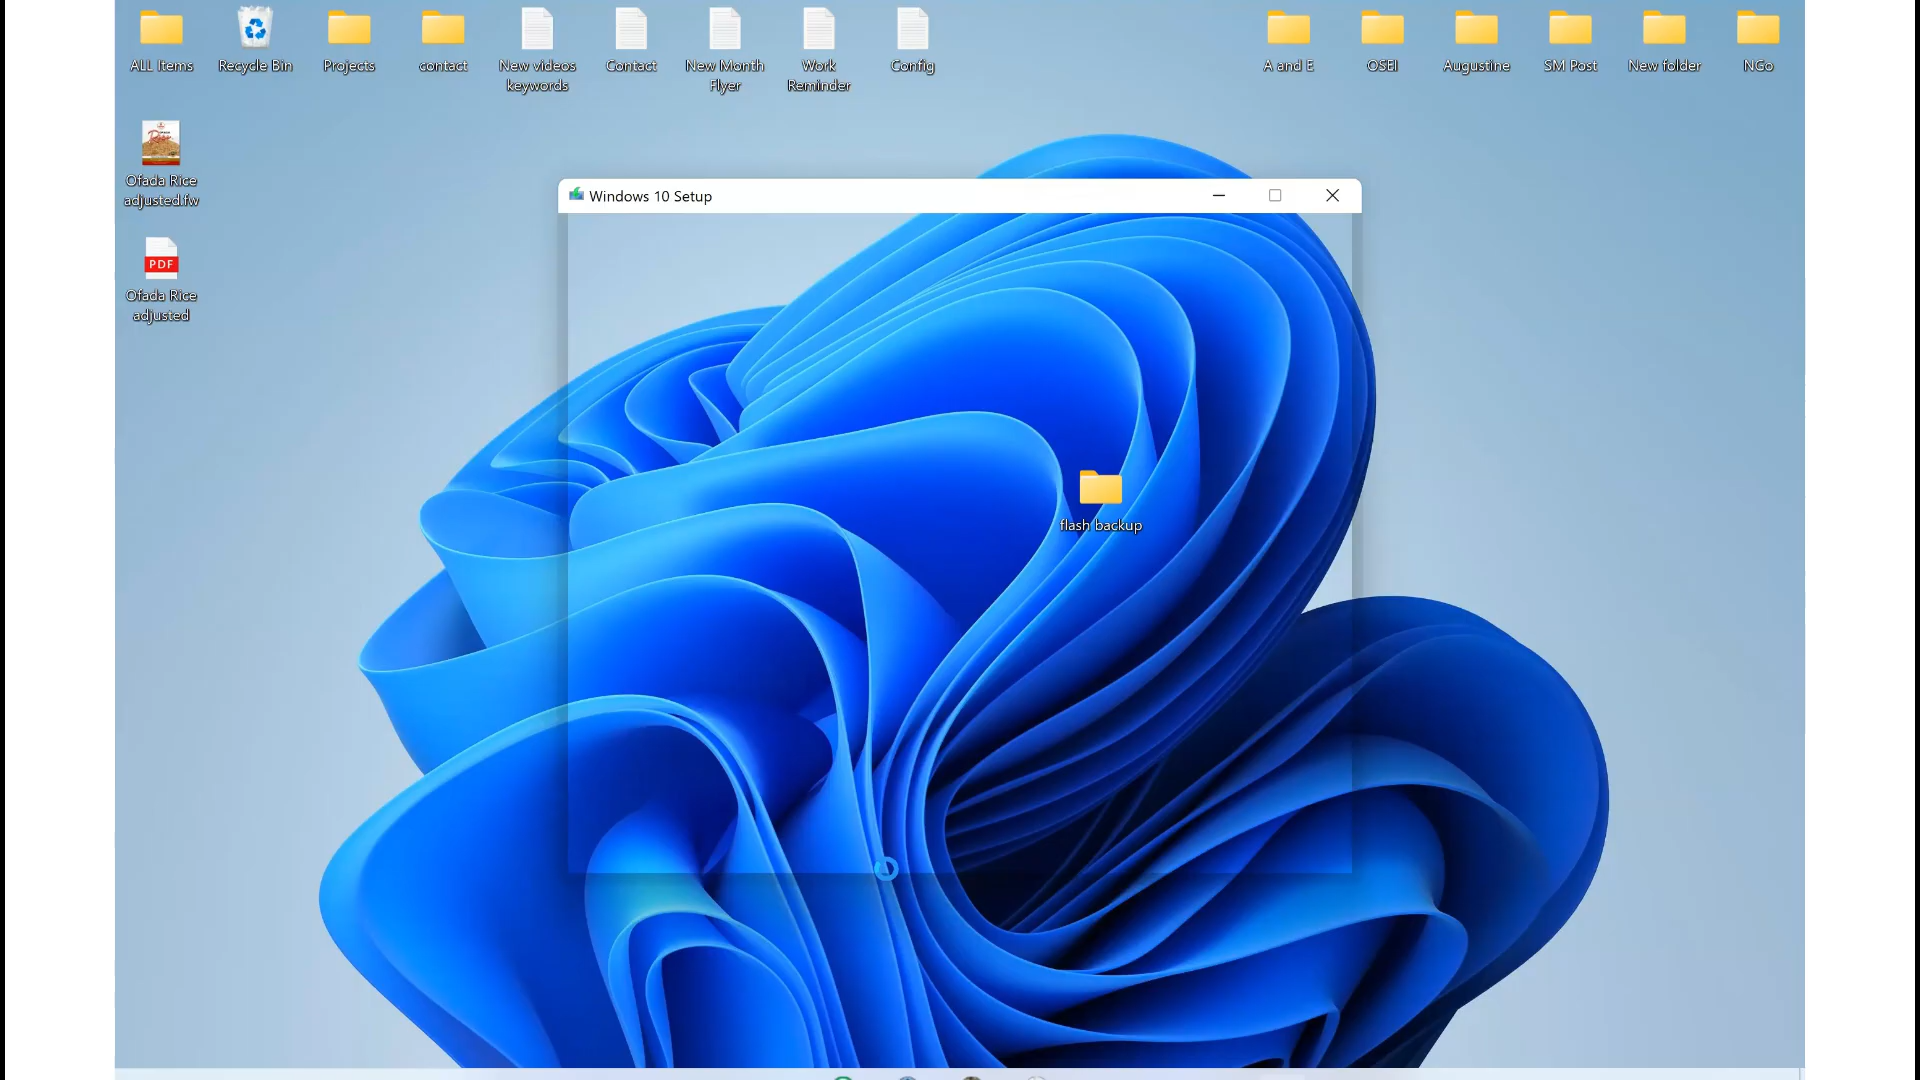 ALL Items
Recycle Bin
Projects
contact
New videos
keywords
Contact
New Month
Flyer
Work
Reminder
Config
A and E
OSEI
Augustine
SM Post
New folder
NGo
Ofada Rice
adjusted.fw
PDF
Ofada Rice
adjusted
Windows 10 Setup
flash backup